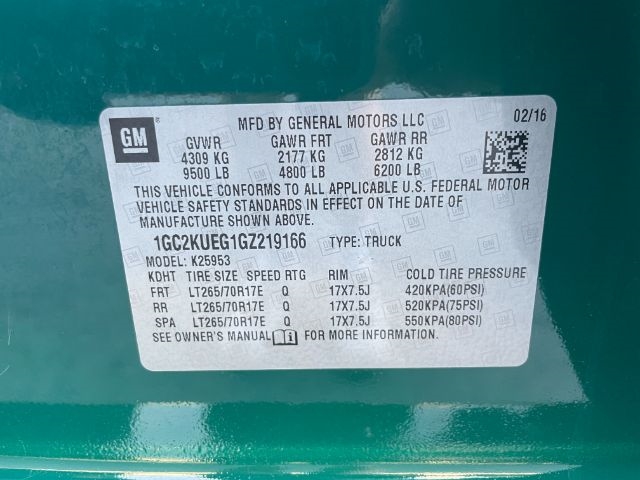 GM
MFD BY GENERAL MOTORS LLC 02/16
GVWR GAWR FRT GAWR RR
4309 KG 2177 KG 2812 KG
9500 LB 4800 LB 6200 LB
THIS VEHICLE CONFORMS TO ALL APPLICABLE U.S. FEDERAL MOTOR
VEHICLE SAFETY STANDARDS IN EFFECT ON THE DATE OF
MANUFACTURE SHOWN ABOVE.
1GC2KUEG1GZ219166 TYPE: TRUCK
MODEL: K25953
KDHT TIRE SIZE SPEED RTG RIM COLD TIRE PRESSURE
FRT LT265/70R17E Q 17X7.5J 420KPA(60PSI)
RR LT265/70R17E Q 17X7.5J 520KPA(75PSI)
SPA LT265/70R17E Q 17X7.5J 550KPA(80PSI)
SEE OWNER'S MANUAL FOR MORE INFORMATION.